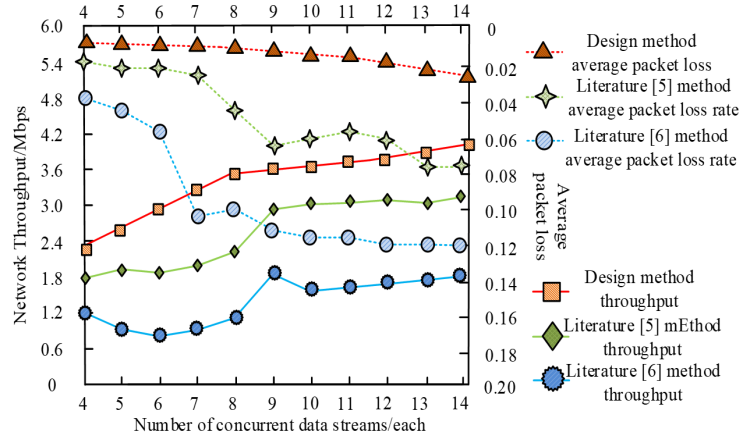 4 5 6 7 8 9 10 11 12 13 14
6.0
5.4
4.8
4.2
3.6
3.0
2.4
1.8
1.2
0.6
0
Network Throughput/Mbps
4 5 6 7 8 9 10 11 12 13 14
Number of concurrent data streams/each
0
0.02
0.04
0.06
0.08
0.10
0.12
0.14
0.16
0.18
0.20
Average
packet loss
Design method
average packet loss
Literature [5] method
average packet loss rate
Literature [6] method
average packet loss rate
Design method
throughput
Literature [5] mEthod
throughput
Literature [6] method
throughput